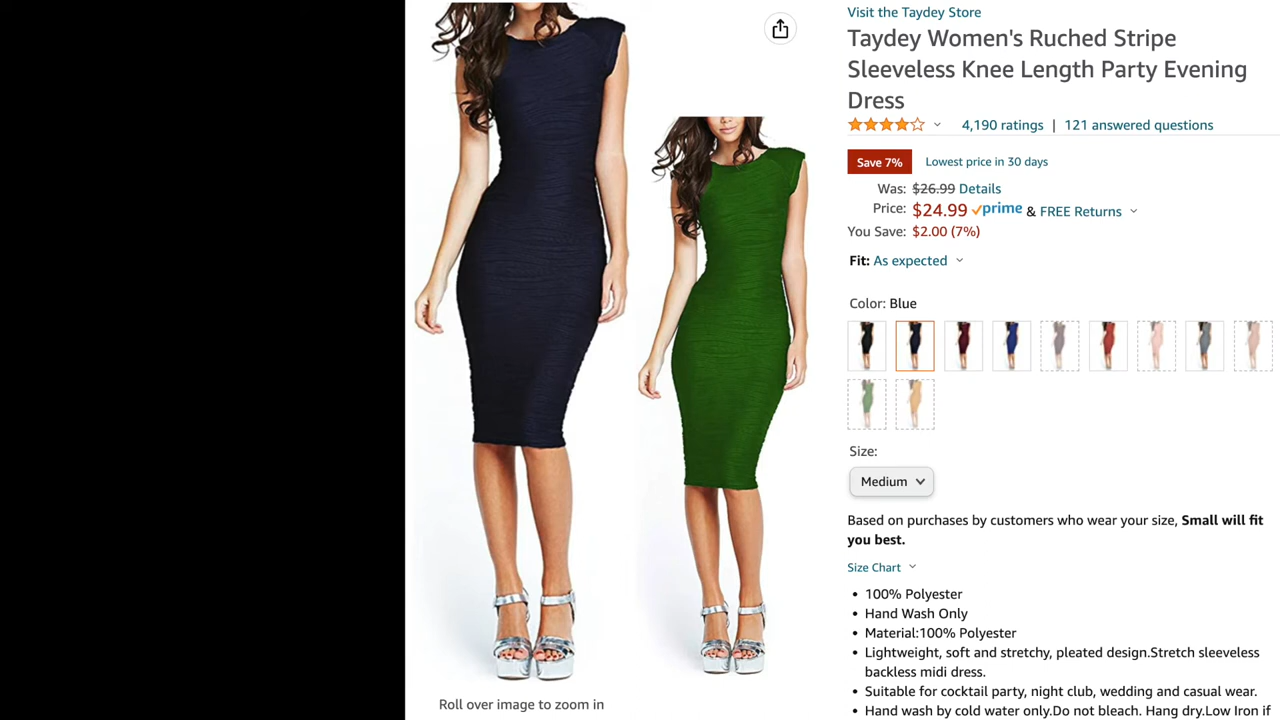 Visit the Taydey Store
Taydey Women's Ruched Stripe
Sleeveless Knee Length Party Evening
Dress
4,190 ratings | 121 answered questions
Save 7% Lowest price in 30 days
Was: $26.99 Details
Price: $24.99 prime & FREE Returns
You Save: $2.00 (7%)
Fit: As expected
Color: Blue
Size:
Medium
Based on purchases by customers who wear your size, Small will fit
you best.
Size Chart
• 100% Polyester
• Hand Wash Only
• Material:100% Polyester
• Lightweight, soft and stretchy, pleated design.Stretch sleeveless
backless midi dress.
• Suitable for cocktail party, night club, wedding and casual wear.
• Hand wash by cold water only.Do not bleach. Hang dry.Low Iron if
Roll over image to zoom in